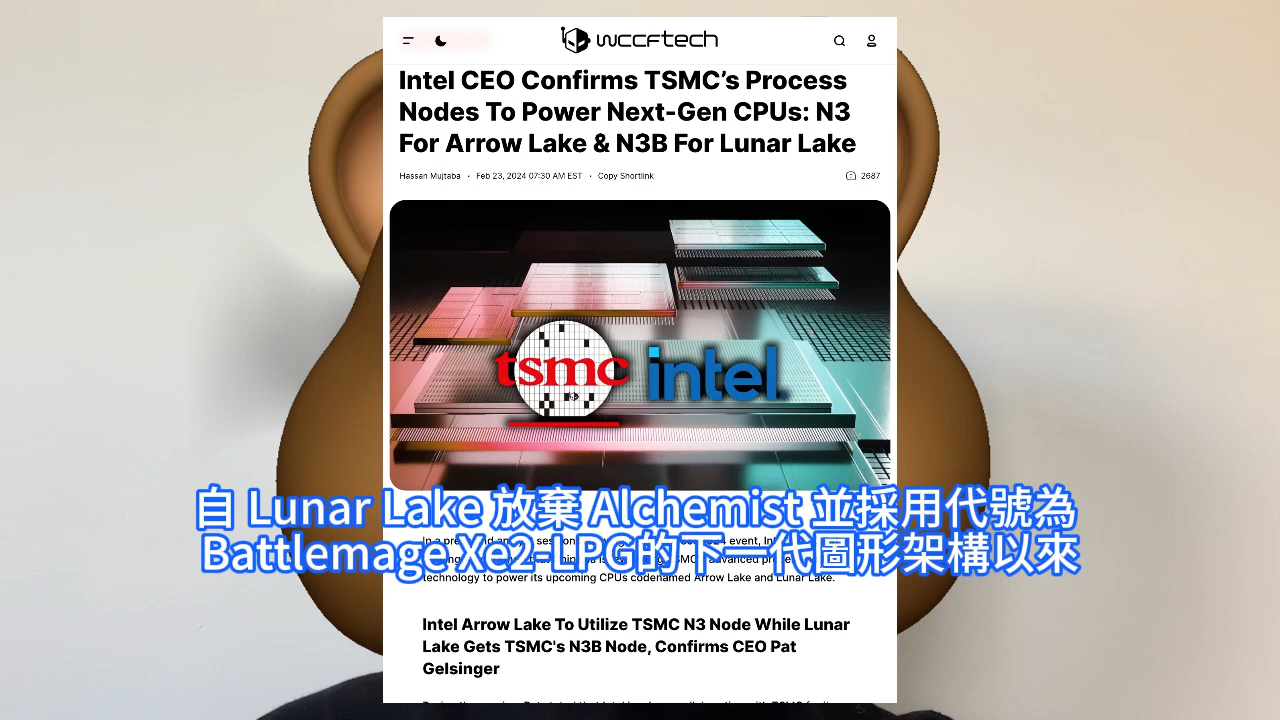 wccftech
Intel CEO Confirms TSMC’s Process
Nodes To Power Next-Gen CPUs: N3
For Arrow Lake & N3B For Lunar Lake
Hassan Mujtaba • Feb 23, 2024 07:30 AM EST • Copy Shortlink
2687
tsmc intel
自 Lunar Lake 放棄 Alchemist 並採用代號為
Battlemage Xe2-LPG的下一代圖形架構以來
technology to power its upcoming CPUs codenamed Arrow Lake and Lunar Lake.
Intel Arrow Lake To Utilize TSMC N3 Node While Lunar
Lake Gets TSMC's N3B Node, Confirms CEO Pat
Gelsinger